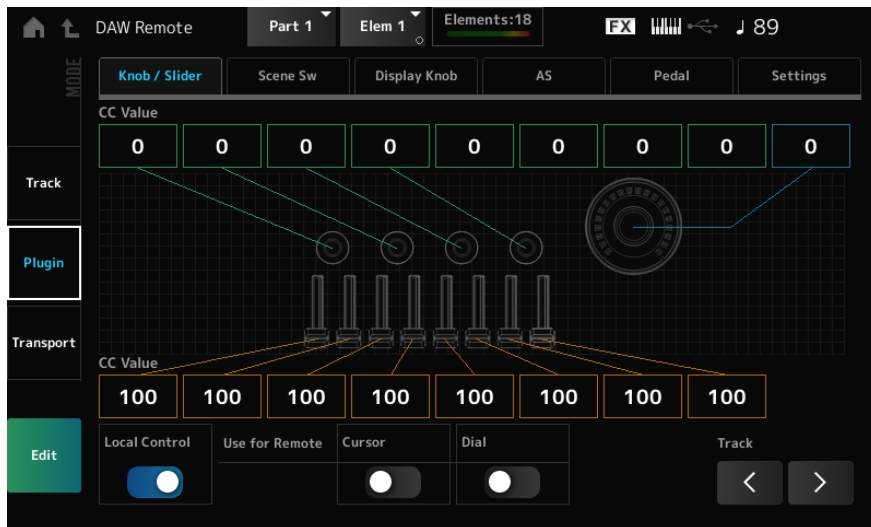 DAW Remote
Part 1
Elem 1
Elements:18
FX
89
MODE
Knob / Slider
Scene Sw
Display Knob
AS
Pedal
Settings
CC Value
0 0 0 0 0 0 0 0 0
Track
Plugin
Transport
CC Value
100 100 100 100 100 100 100 100
Edit
Local Control
Use for Remote
Cursor
Dial
Track